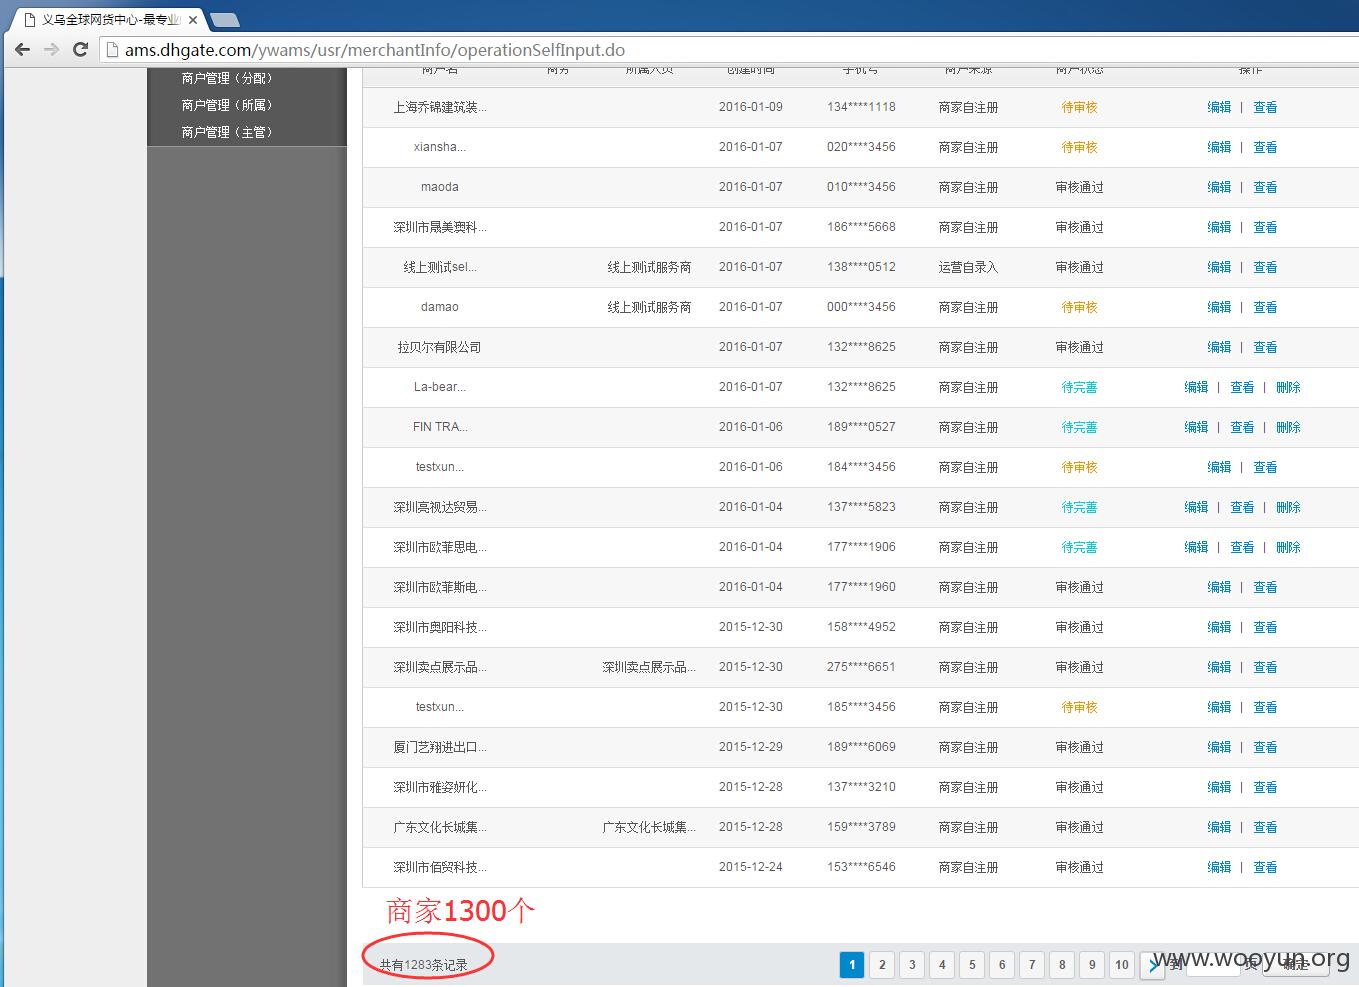 义乌全球网货中心-最专业
ams.dhgate.com/ywams/usr/merchantInfo/operationSelfInput.do
商户管理（分配）
商户管理（所属）
商户管理（主管）
商户名 商务 所属人员 创建时间 手机号 商户来源 商户状态 操作
上海乔锦建筑装... 2016-01-09 134****1118 商家自注册 待审核 编辑 | 查看
xiansha... 2016-01-07 020****3456 商家自注册 待审核 编辑 | 查看
maoda 2016-01-07 010****3456 商家自注册 审核通过 编辑 | 查看
深圳市晟美澳科... 2016-01-07 186****5668 商家自注册 审核通过 编辑 | 查看
线上测试sel... 线上测试服务商 2016-01-07 138****0512 运营自录入 审核通过 编辑 | 查看
damao 线上测试服务商 2016-01-07 000****3456 商家自注册 待审核 编辑 | 查看
拉贝尔有限公司 2016-01-07 132****8625 商家自注册 审核通过 编辑 | 查看
La-bear... 2016-01-07 132****8625 商家自注册 待完善 编辑 | 查看 | 删除
FIN TRA... 2016-01-06 189****0527 商家自注册 待完善 编辑 | 查看 | 删除
testxun... 2016-01-06 184****3456 商家自注册 待审核 编辑 | 查看
深圳亮视达贸易... 2016-01-04 137****5823 商家自注册 待完善 编辑 | 查看 | 删除
深圳市欧菲思电... 2016-01-04 177****1906 商家自注册 待完善 编辑 | 查看 | 删除
深圳市欧菲斯电... 2016-01-04 177****1960 商家自注册 审核通过 编辑 | 查看
深圳市奥阳科技... 2015-12-30 158****4952 商家自注册 审核通过 编辑 | 查看
深圳卖点展示品... 深圳卖点展示品... 2015-12-30 275****6651 商家自注册 审核通过 编辑 | 查看
testxun... 2015-12-30 185****3456 商家自注册 待审核 编辑 | 查看
厦门艺翔进出口... 2015-12-29 189****6069 商家自注册 审核通过 编辑 | 查看
深圳市雅姿妍化... 2015-12-28 137****3210 商家自注册 审核通过 编辑 | 查看
广东文化长城集... 广东文化长城集... 2015-12-28 159****3789 商家自注册 审核通过 编辑 | 查看
深圳市佰贸科技... 2015-12-24 153****6546 商家自注册 审核通过 编辑 | 查看
商家1300个
共有1283条记录 1 2 3 4 5 6 7 8 9 10 到 页 确定
www.wooyun.org